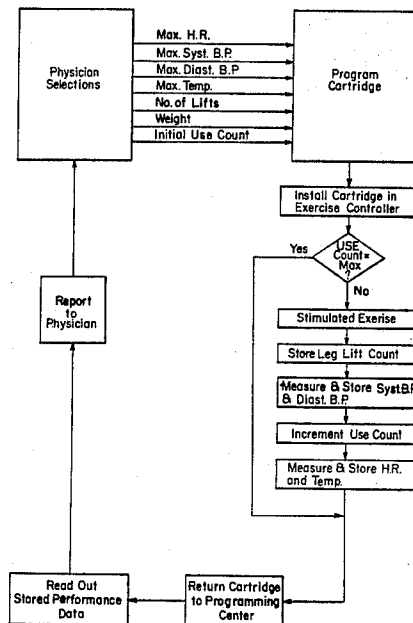 Physician
Selections
Max. H.R.
Max. Syst. B.P.
Max. Diast. B.P
Max. Temp.
No. of Lifts
Weight
Initial Use Count
Program
Cartridge
Install Cartridge in
Exercise Controller
USE
Count=
Max
?
Yes
No
Stimulated Exerise
Store Leg Lift Count
Measure & Store Syst.B.P.
& Diast. B.P.
Increment Use Count
Measure & Store H.R.
and Temp.
Report
to
Physician
Read Out
Stored Performance
Data
Return Cartridge
to Programming
Center